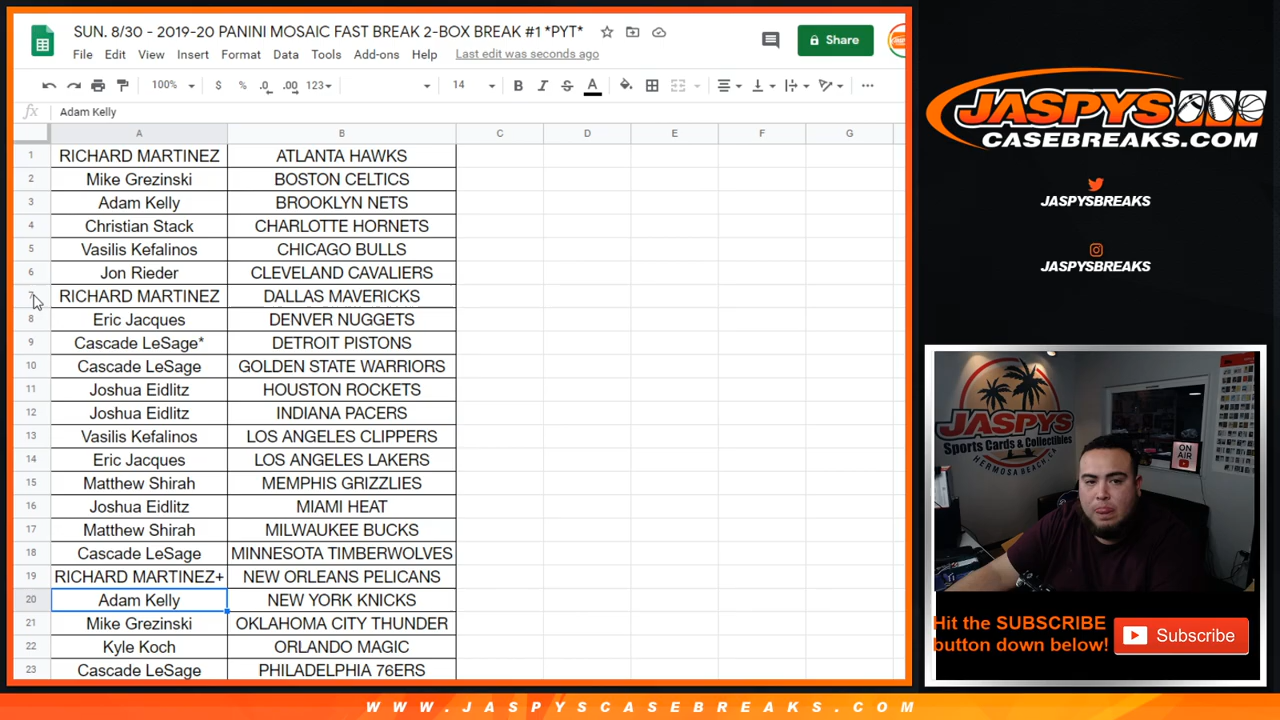 SUN. 8/30 - 2019-20 PANINI MOSAIC FAST BREAK 2-BOX BREAK #1 *PYT*
File Edit View Insert Format Data Tools Add-ons Help Last edit was seconds ago
Share
100% $ % .0 .00 123 14 B I S A
fx Adam Kelly
A B C D E F G
1 RICHARD MARTINEZ ATLANTA HAWKS
2 Mike Grezinski BOSTON CELTICS
3 Adam Kelly BROOKLYN NETS
4 Christian Stack CHARLOTTE HORNETS
5 Vasilis Kefalinos CHICAGO BULLS
6 Jon Rieder CLEVELAND CAVALIERS
7 RICHARD MARTINEZ DALLAS MAVERICKS
8 Eric Jacques DENVER NUGGETS
9 Cascade LeSage* DETROIT PISTONS
10 Cascade LeSage GOLDEN STATE WARRIORS
11 Joshua Eidlitz HOUSTON ROCKETS
12 Joshua Eidlitz INDIANA PACERS
13 Vasilis Kefalinos LOS ANGELES CLIPPERS
14 Eric Jacques LOS ANGELES LAKERS
15 Matthew Shirah MEMPHIS GRIZZLIES
16 Joshua Eidlitz MIAMI HEAT
17 Matthew Shirah MILWAUKEE BUCKS
18 Cascade LeSage MINNESOTA TIMBERWOLVES
19 RICHARD MARTINEZ+ NEW ORLEANS PELICANS
20 Adam Kelly NEW YORK KNICKS
21 Mike Grezinski OKLAHOMA CITY THUNDER
22 Kyle Koch ORLANDO MAGIC
23 Cascade LeSage PHILADELPHIA 76ERS
JASPYS
CASEBREAKS.COM
JASPYSBREAKS
JASPYSBREAKS
JASPYS
Sports Cards & Collectibles
HERMOSA BEACH, CA
ON
AIR
Hit the SUBSCRIBE
button down below!
Subscribe
WWW.JASPYSCASEBREAKS.COM